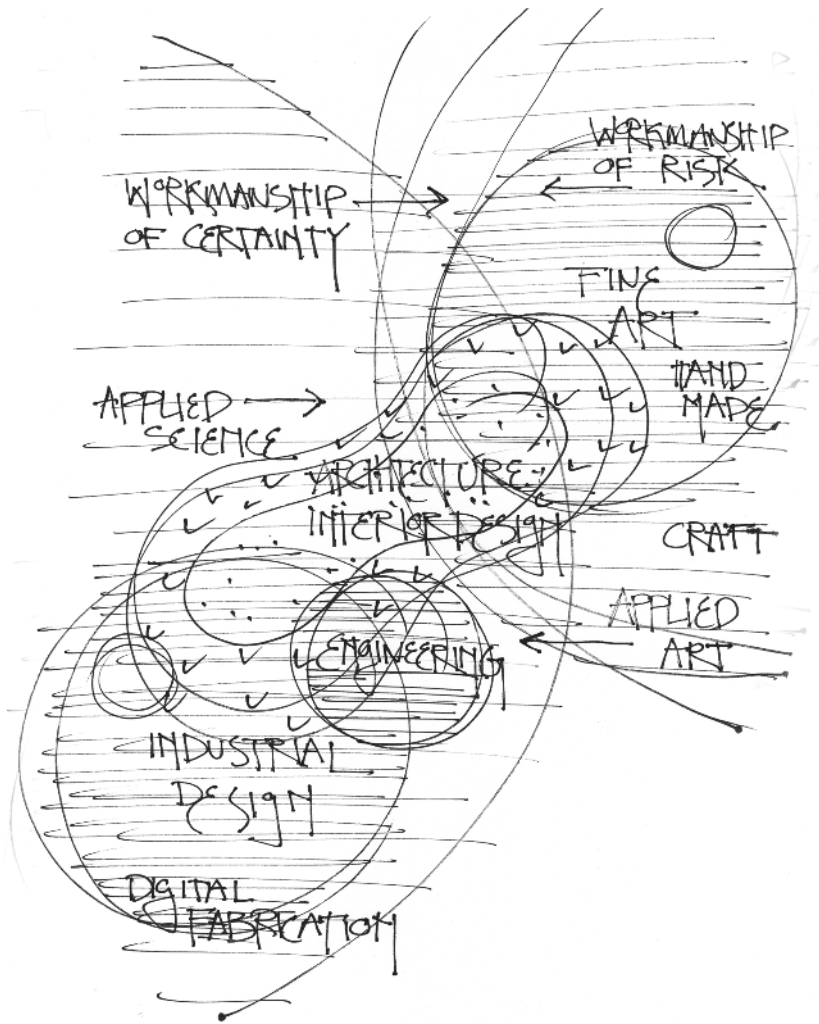 WORKMANSHIP
OF RISK
WORKMANSHIP
OF CERTAINTY
FINE
ART
HAND
MADE
APPLIED
SCIENCE
ARCHITECTURE
INTERIOR DESIGN
CRAFT
APPLIED
ART
ENGINEERING
INDUSTRIAL
DESIGN
DIGITAL
FABRICATION